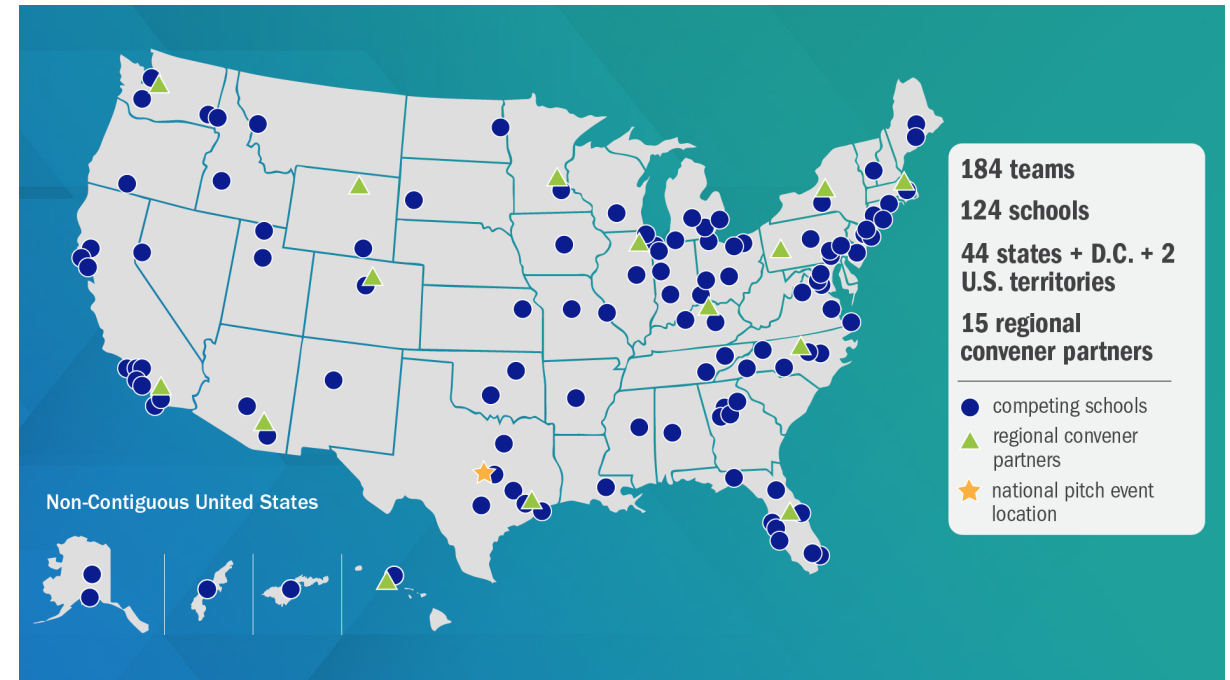 184 teams
124 schools
44 states + D.C. + 2
U.S. territories
15 regional
convener partners
competing schools
regional convener
partners
national pitch event
location
Non-Contiguous United States